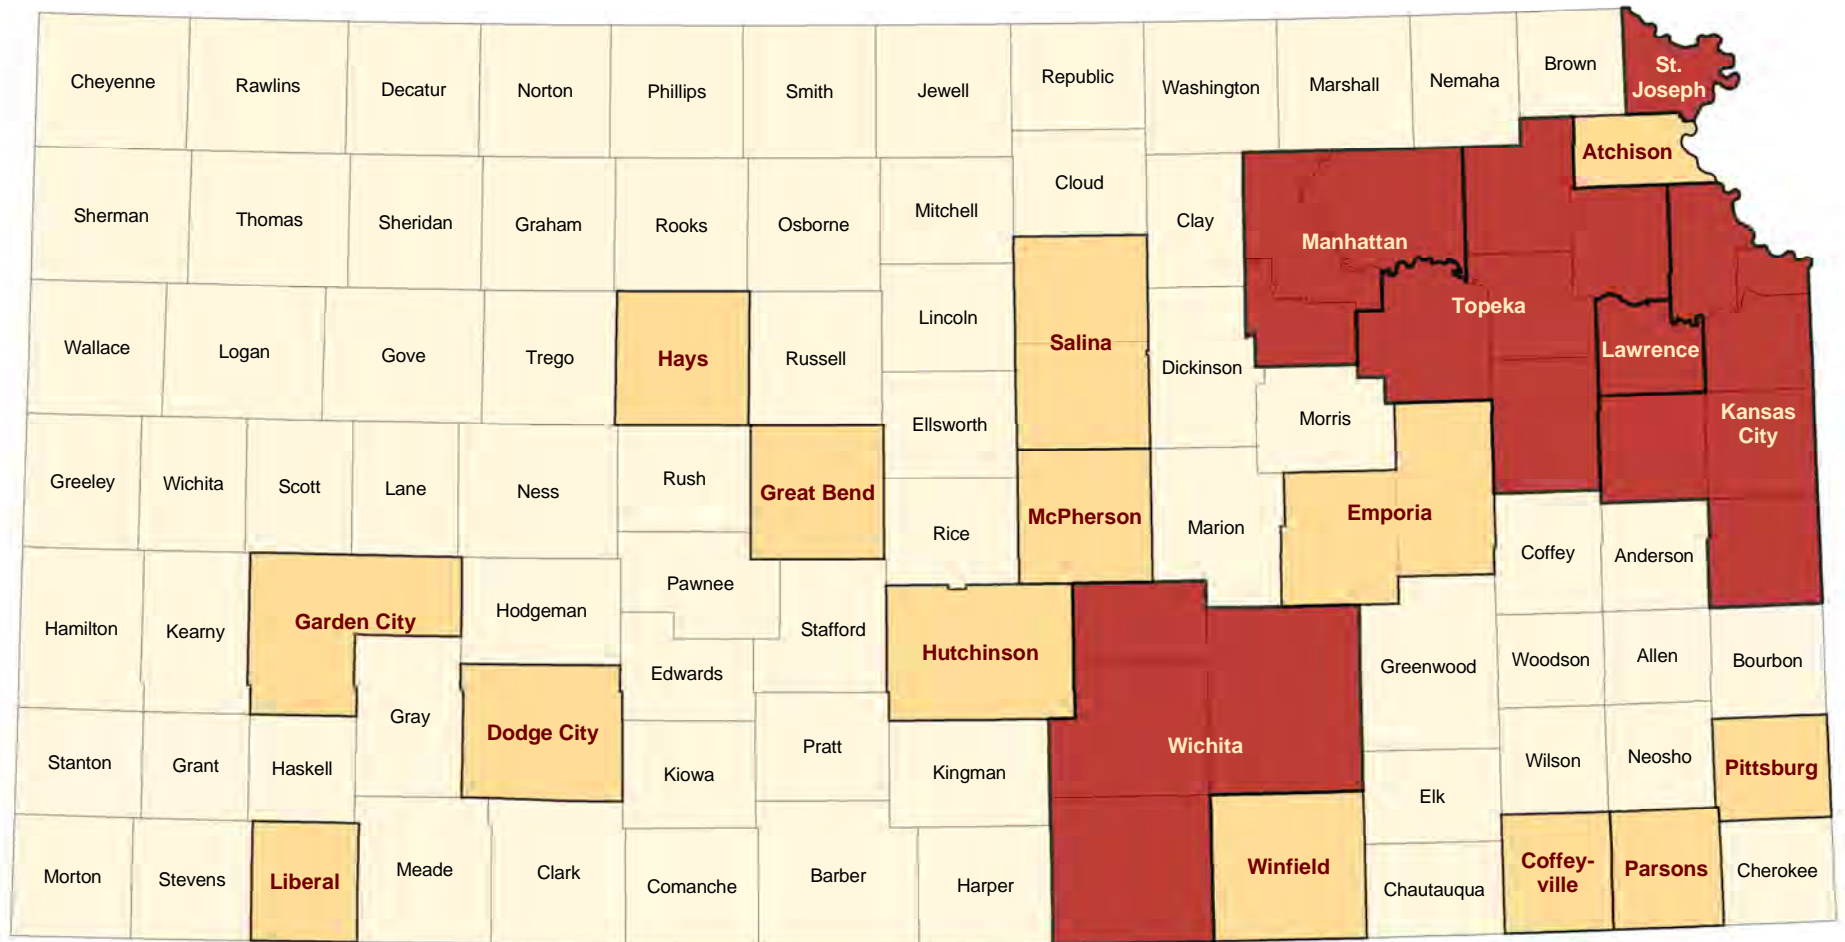 Cheyenne
Rawlins
Decatur
Norton
Phillips
Smith
Jewell
Republic
Washington
Marshall
Nemaha
Brown
St.
Joseph
Atchison
Sherman
Thomas
Sheridan
Graham
Rooks
Osborne
Mitchell
Cloud
Clay
Manhattan
Topeka
Lawrence
Kansas
City
Wallace
Logan
Gove
Trego
Hays
Russell
Lincoln
Salina
Dickinson
Ellsworth
Morris
Greeley
Wichita
Scott
Lane
Ness
Rush
Great Bend
Rice
McPherson
Marion
Emporia
Coffey
Anderson
Hamilton
Kearny
Garden City
Hodgeman
Pawnee
Stafford
Edwards
Hutchinson
Greenwood
Woodson
Allen
Bourbon
Stanton
Grant
Haskell
Gray
Dodge City
Kiowa
Pratt
Kingman
Wichita
Elk
Wilson
Neosho
Pittsburg
Morton
Stevens
Liberal
Meade
Clark
Comanche
Barber
Harper
Winfield
Chautauqua
Coffey-
ville
Parsons
Cherokee